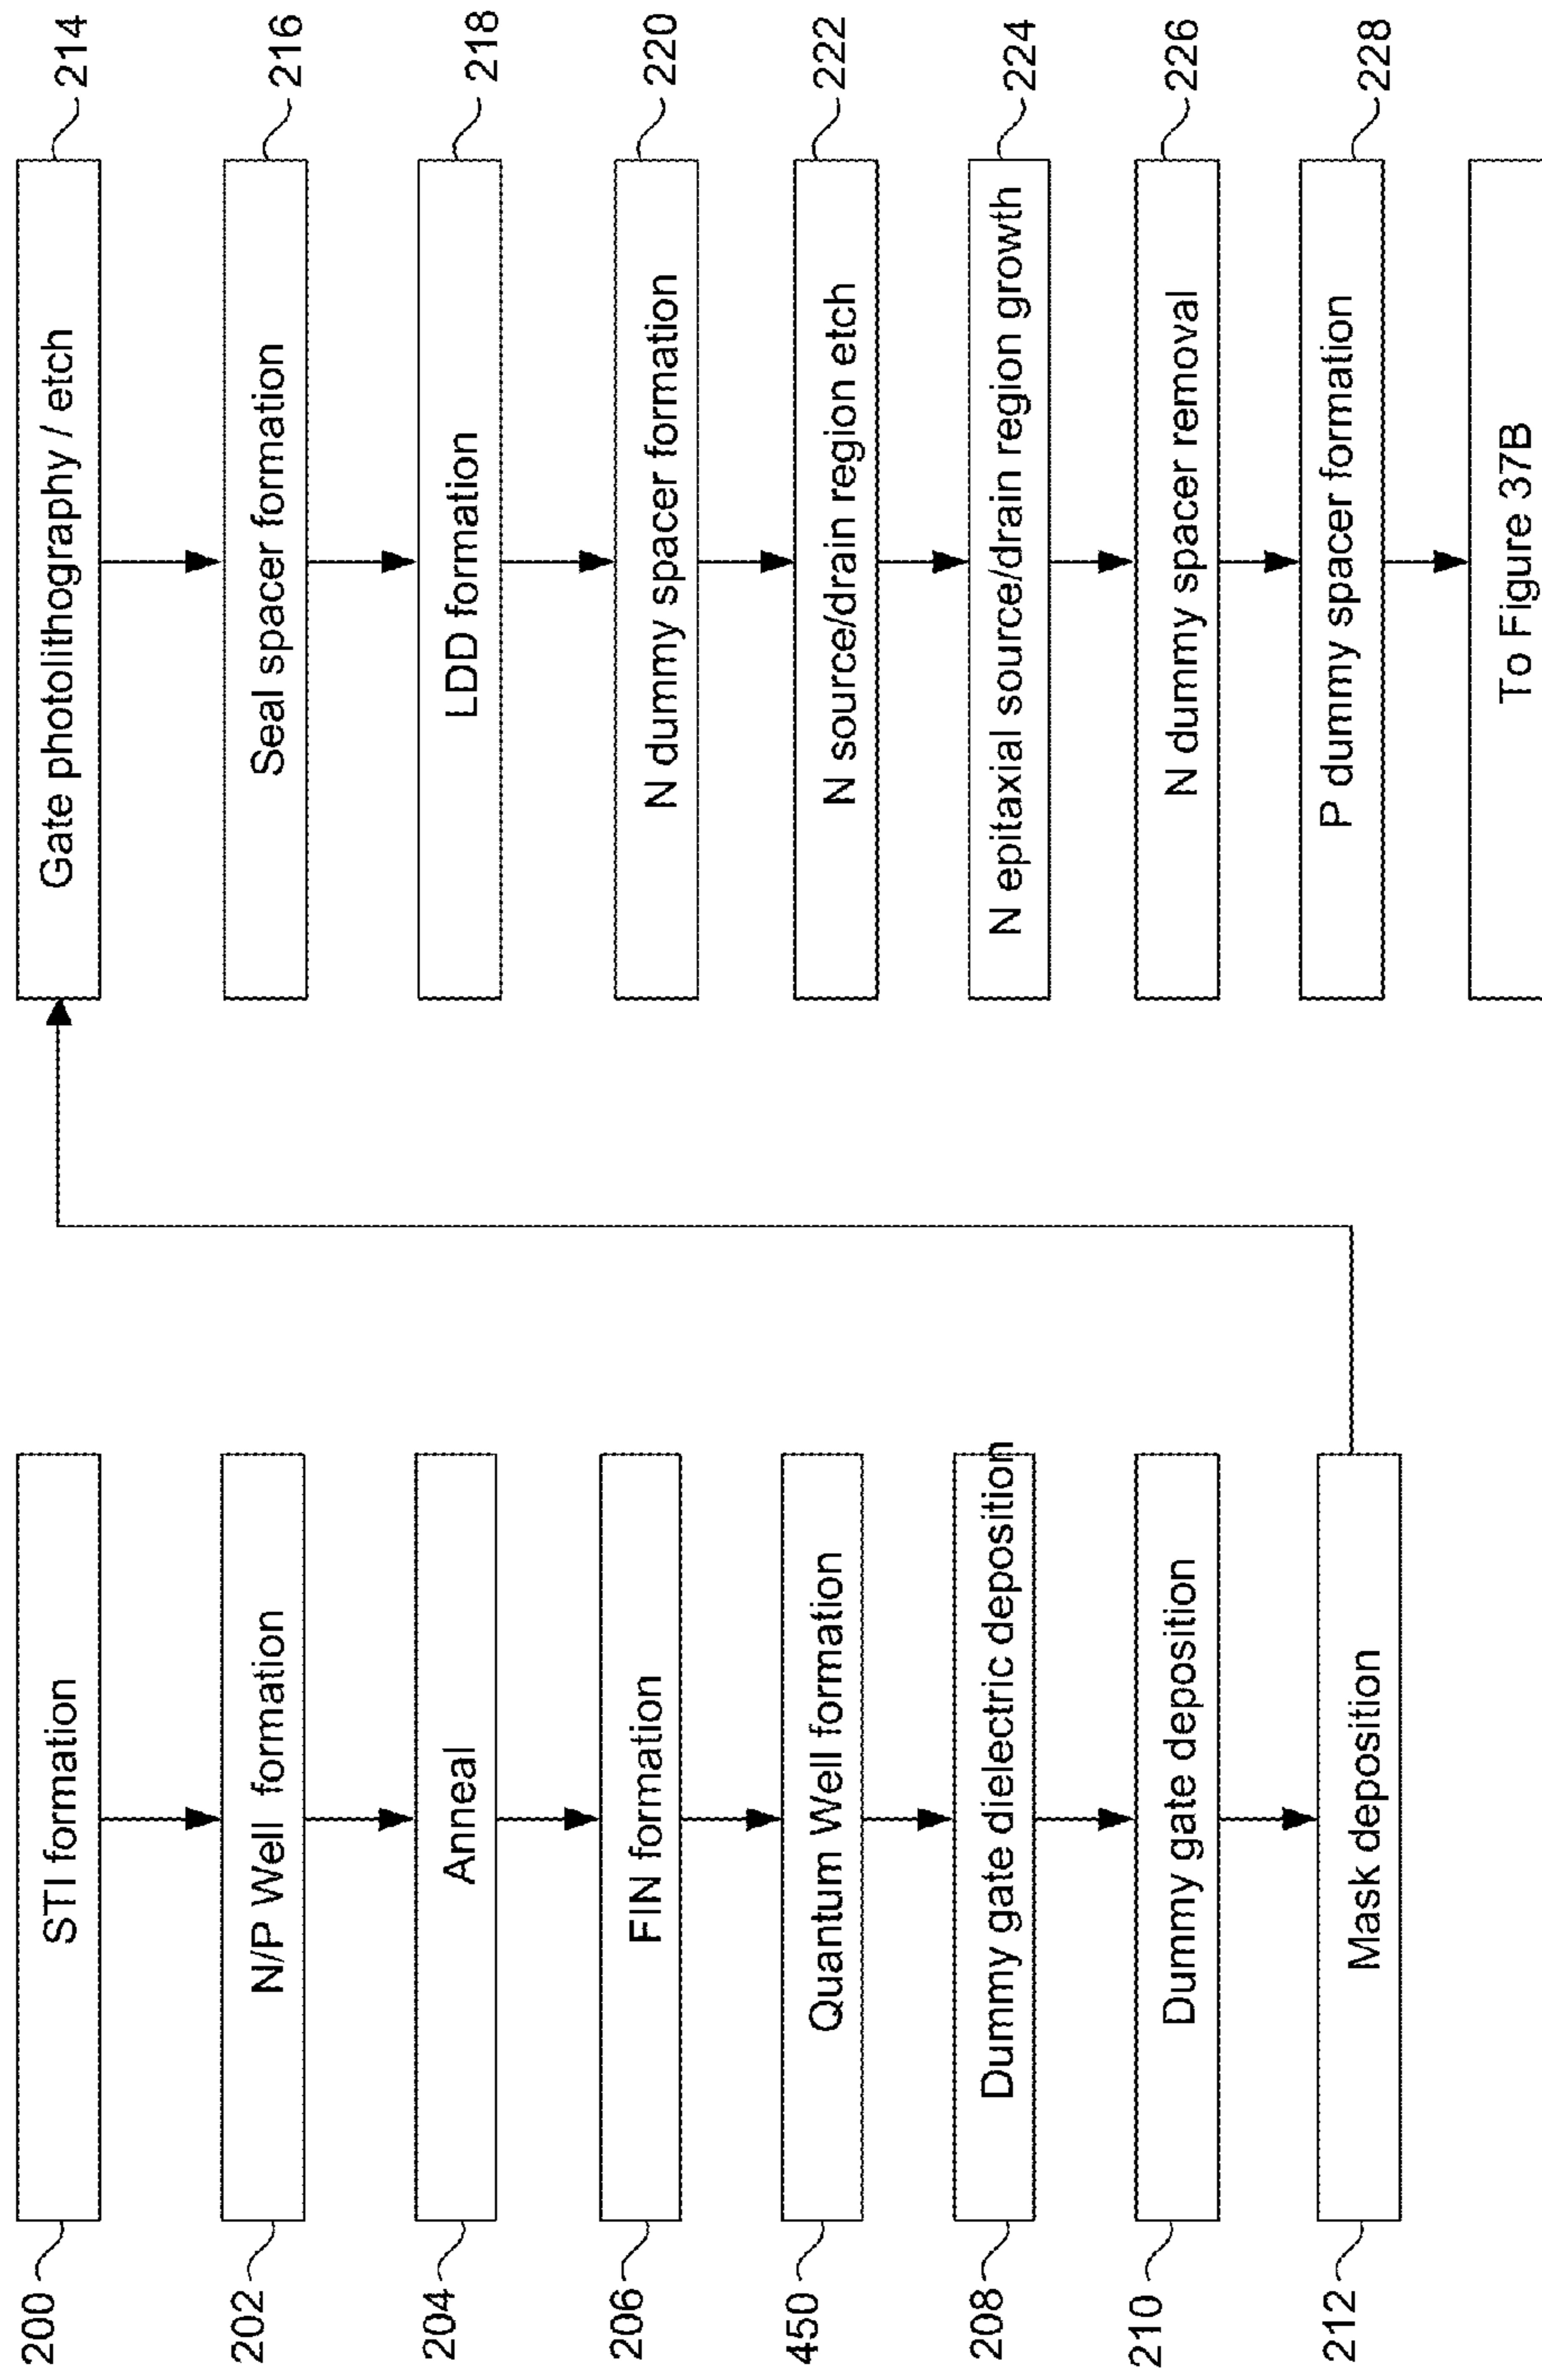 200
STI formation
202
N/P Well formation
204
Anneal
206
FIN formation
450
Quantum Well formation
208
Dummy gate dielectric deposition
210
Dummy gate deposition
212
Mask deposition
Gate photolithography / etch
214
Seal spacer formation
216
LDD formation
218
N dummy spacer formation
220
N source/drain region etch
222
N epitaxial source/drain region growth
224
N dummy spacer removal
226
P dummy spacer formation
228
To Figure 37B